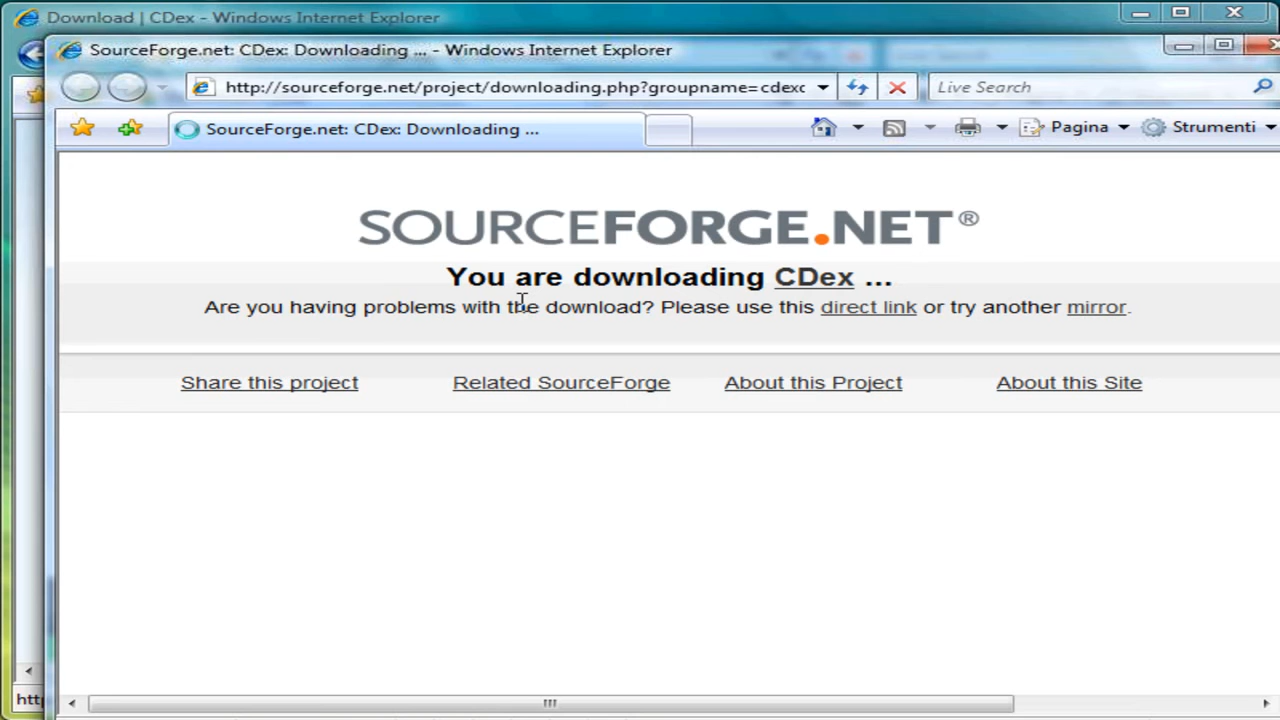 Download | CDex - Windows Internet Explorer
SourceForge.net: CDex: Downloading ... - Windows Internet Explorer
http://sourceforge.net/project/downloading.php?groupname=cdexc
Live Search
SourceForge.net: CDex: Downloading ...
Pagina
Strumenti
SOURCEFORGE.NET®
You are downloading CDex ...
Are you having problems with the download? Please use this direct link or try another mirror.
Share this project
Related SourceForge
About this Project
About this Site
htt